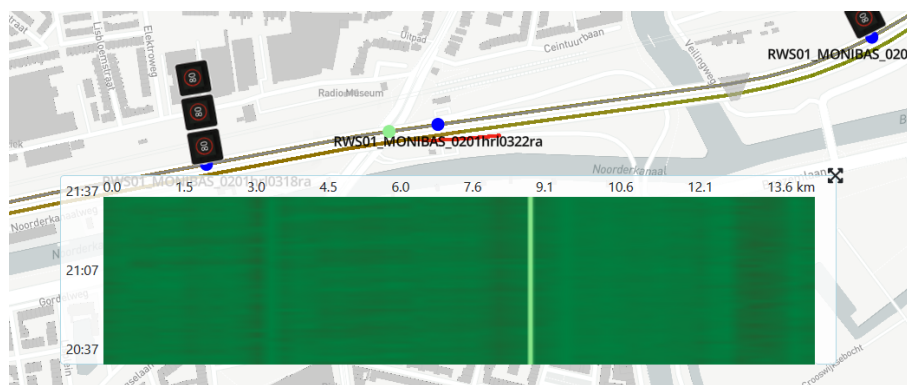 Lisbloemstraat
Elektroweg
Uitpad
Ceintuurbaan
Veilingweg
80
RWS01_MONIBAS_020
80
80
80
Radio Museum
RWS01_MONIBAS_0201hrl0322ra
Noorderkanaal
RWS01_MONIBAS_0201hrl0318ra
21:37
0.0 1.5 3.0 4.5 6.0 7.6 9.1 10.6 12.1 13.6 km
Noorderkanaalweg
21:07
20:37
Crooswijksebocht